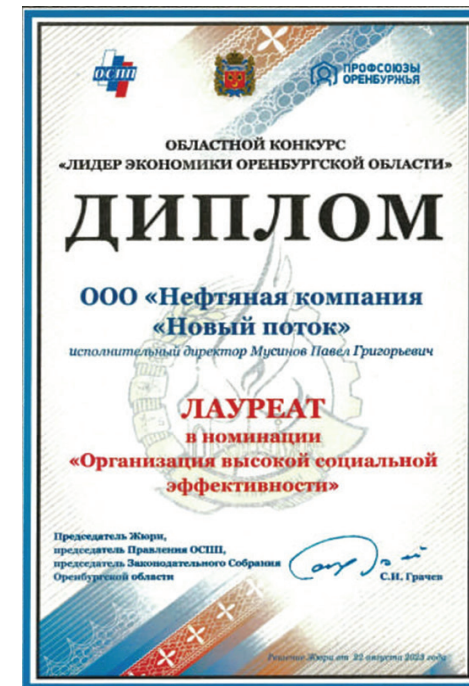 ОСПП
ПРОФСОЮЗЫ
ОРЕНБУРЖЬЯ
ОБЛАСТНОЙ КОНКУРС
«ЛИДЕР ЭКОНОМИКИ ОРЕНБУРГСКОЙ ОБЛАСТИ»
ДИПЛОМ
ООО «Нефтяная компания
«Новый поток»
исполнительный директор Мусинов Павел Григорьевич
ЛАУРЕАТ
в номинации
«Организация высокой социальной
эффективности»
Председатель Жюри,
председатель Правления ОСПП,
председатель Законодательного Собрания
Оренбургской области
С.И. Грачев
Решение Жюри от 22 августа 2023 года